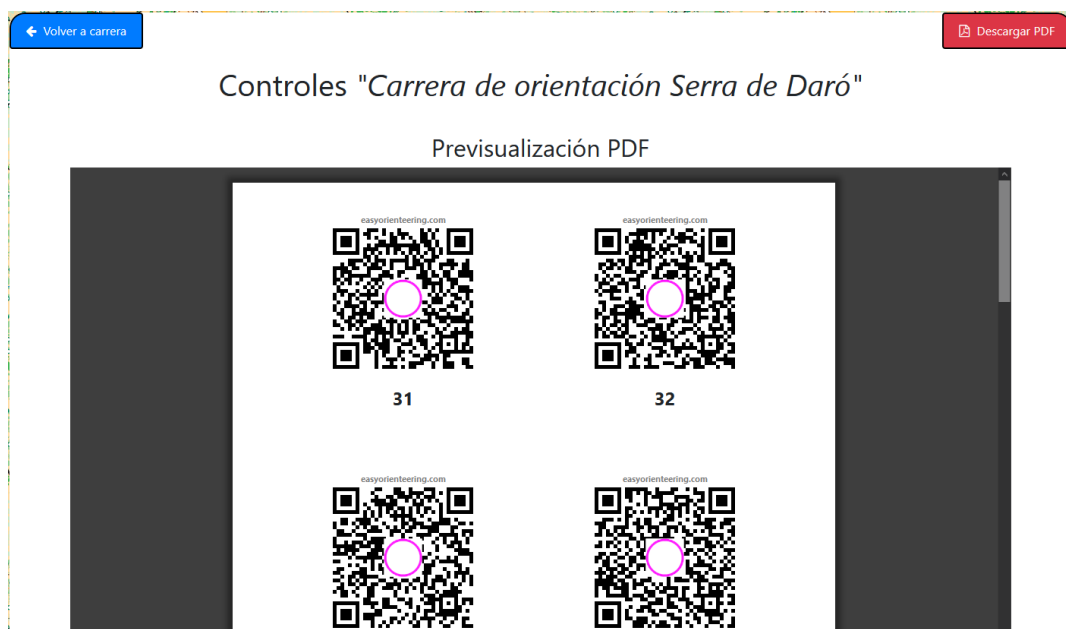 Volver a carrera
Descargar PDF
Controles "Carrera de orientación Serra de Daró"
Previsualización PDF
easyorienteering.com
easyorienteering.com
31
32
easyorienteering.com
easyorienteering.com